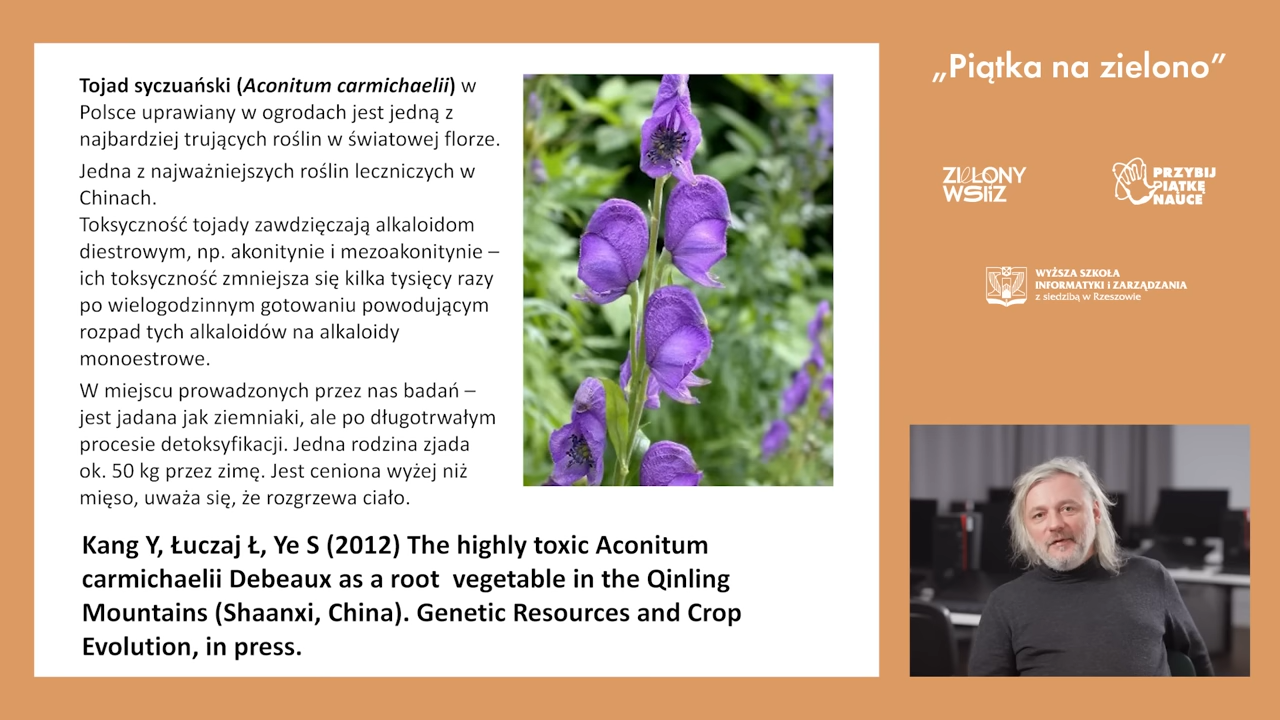 Tojad syczuański (Aconitum carmichaelii) w
Polsce uprawiany w ogrodach jest jedną z
najbardziej trujących roślin w światowej florze.
Jedna z najważniejszych roślin leczniczych w
Chinach.
Toksyczność tojady zawdzięczają alkaloidom
diestrowym, np. akonitynie i mezoakonitynie –
ich toksyczność zmniejsza się kilka tysięcy razy
po wielogodzinnym gotowaniu powodującym
rozpad tych alkaloidów na alkaloidy
monoestrowe.
W miejscu prowadzonych przez nas badań –
jest jadana jak ziemniaki, ale po długotrwałym
procesie detoksyfikacji. Jedna rodzina zjada
ok. 50 kg przez zimę. Jest ceniona wyżej niż
mięso, uważa się, że rozgrzewa ciało.
Kang Y, Łuczaj Ł, Ye S (2012) The highly toxic Aconitum
carmichaelii Debeaux as a root vegetable in the Qinling
Mountains (Shaanxi, China). Genetic Resources and Crop
Evolution, in press.
„Piątka na zielono”
ZIELONY
WSIiZ
PRZYBIJ
PIĄTKĘ
NAUCE
WYŻSZA SZKOŁA
INFORMATYKI i ZARZĄDZANIA
z siedzibą w Rzeszowie